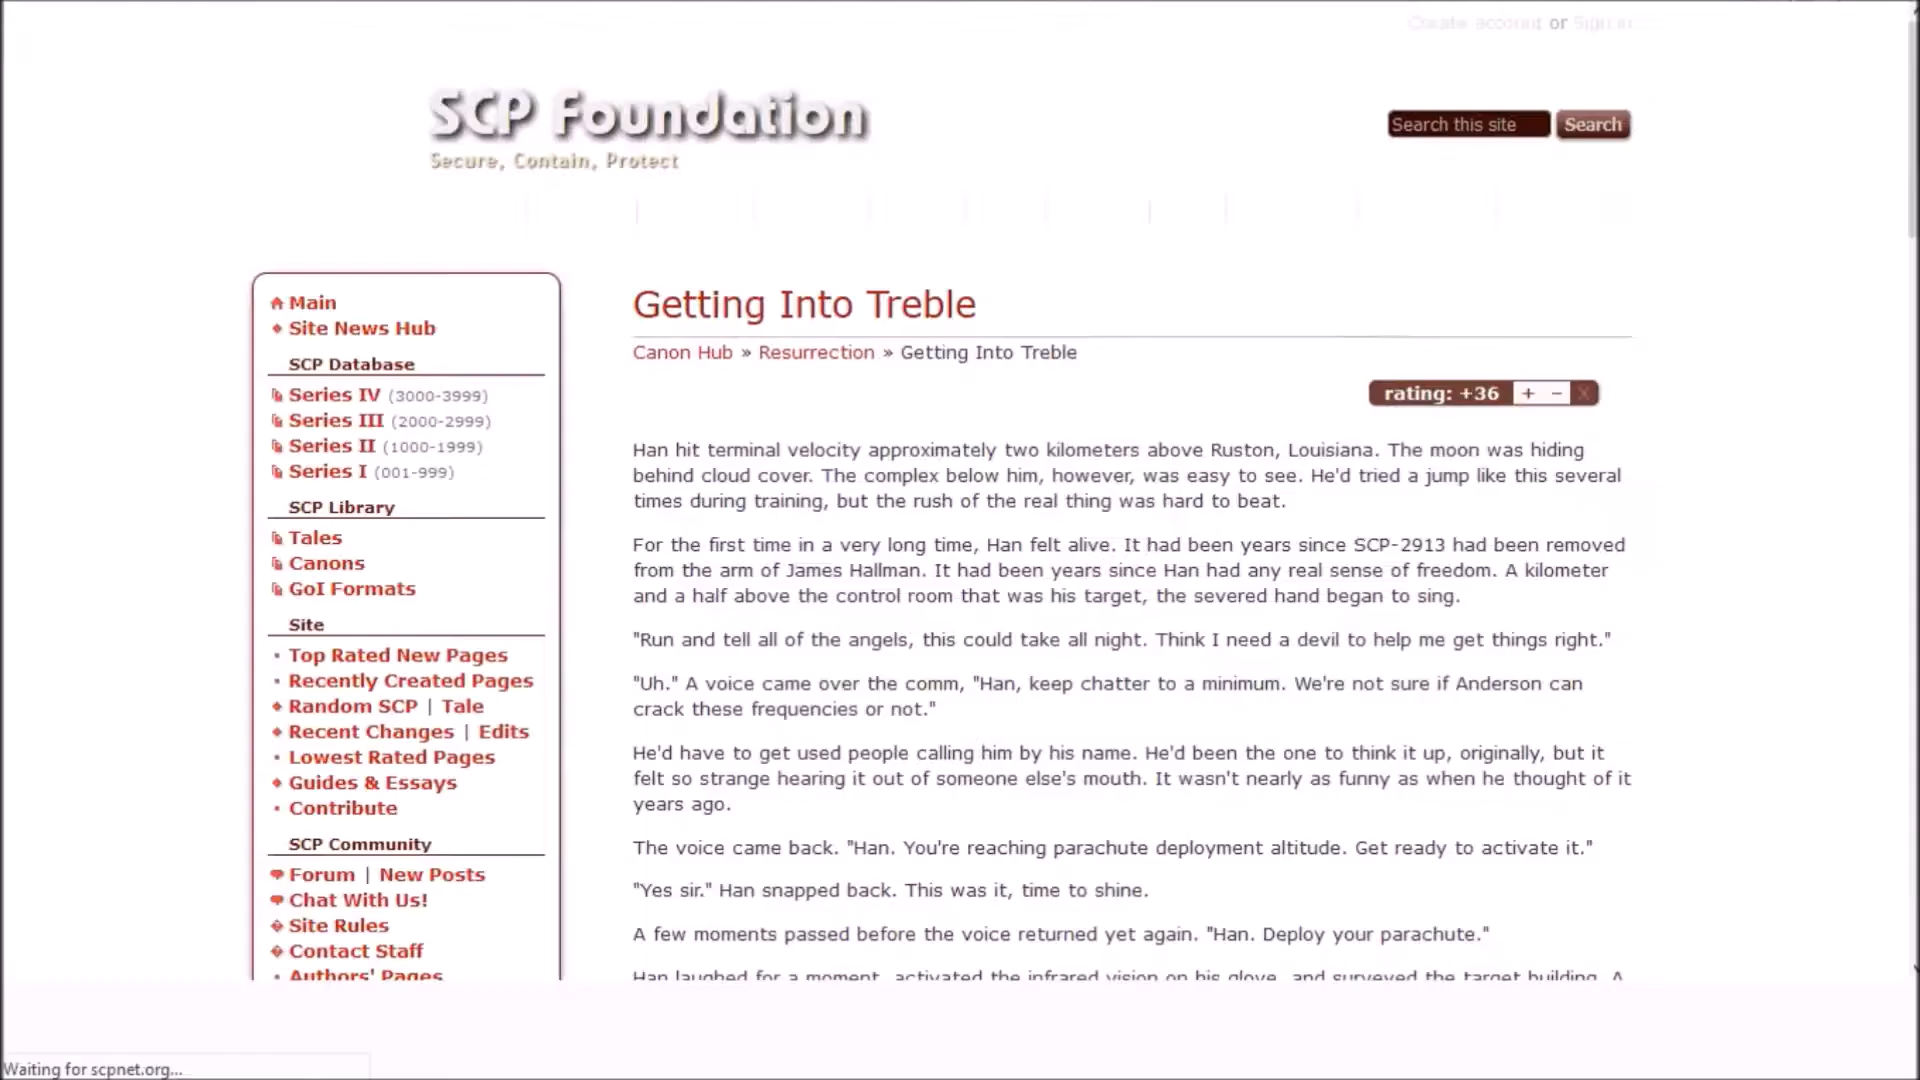 Create account or Sign in
SCP Foundation
Secure, Contain, Protect
Search this site
Search
Main
Site News Hub
SCP Database
Series IV (3000-3999)
Series III (2000-2999)
Series II (1000-1999)
Series I (001-999)
SCP Library
Tales
Canons
GoI Formats
Site
Top Rated New Pages
Recently Created Pages
Random SCP | Tale
Recent Changes | Edits
Lowest Rated Pages
Guides & Essays
Contribute
SCP Community
Forum | New Posts
Chat With Us!
Site Rules
Contact Staff
Authors' Pages
Getting Into Treble
Canon Hub » Resurrection » Getting Into Treble
rating: +36 + − X
Han hit terminal velocity approximately two kilometers above Ruston, Louisiana. The moon was hiding
behind cloud cover. The complex below him, however, was easy to see. He'd tried a jump like this several
times during training, but the rush of the real thing was hard to beat.
For the first time in a very long time, Han felt alive. It had been years since SCP-2913 had been removed
from the arm of James Hallman. It had been years since Han had any real sense of freedom. A kilometer
and a half above the control room that was his target, the severed hand began to sing.
"Run and tell all of the angels, this could take all night. Think I need a devil to help me get things right."
"Uh." A voice came over the comm, "Han, keep chatter to a minimum. We're not sure if Anderson can
crack these frequencies or not."
He'd have to get used people calling him by his name. He'd been the one to think it up, originally, but it
felt so strange hearing it out of someone else's mouth. It wasn't nearly as funny as when he thought of it
years ago.
The voice came back. "Han. You're reaching parachute deployment altitude. Get ready to activate it."
"Yes sir." Han snapped back. This was it, time to shine.
A few moments passed before the voice returned yet again. "Han. Deploy your parachute."
Han laughed for a moment, activated the infrared vision on his glove, and surveyed the target building. A
Waiting for scpnet.org...